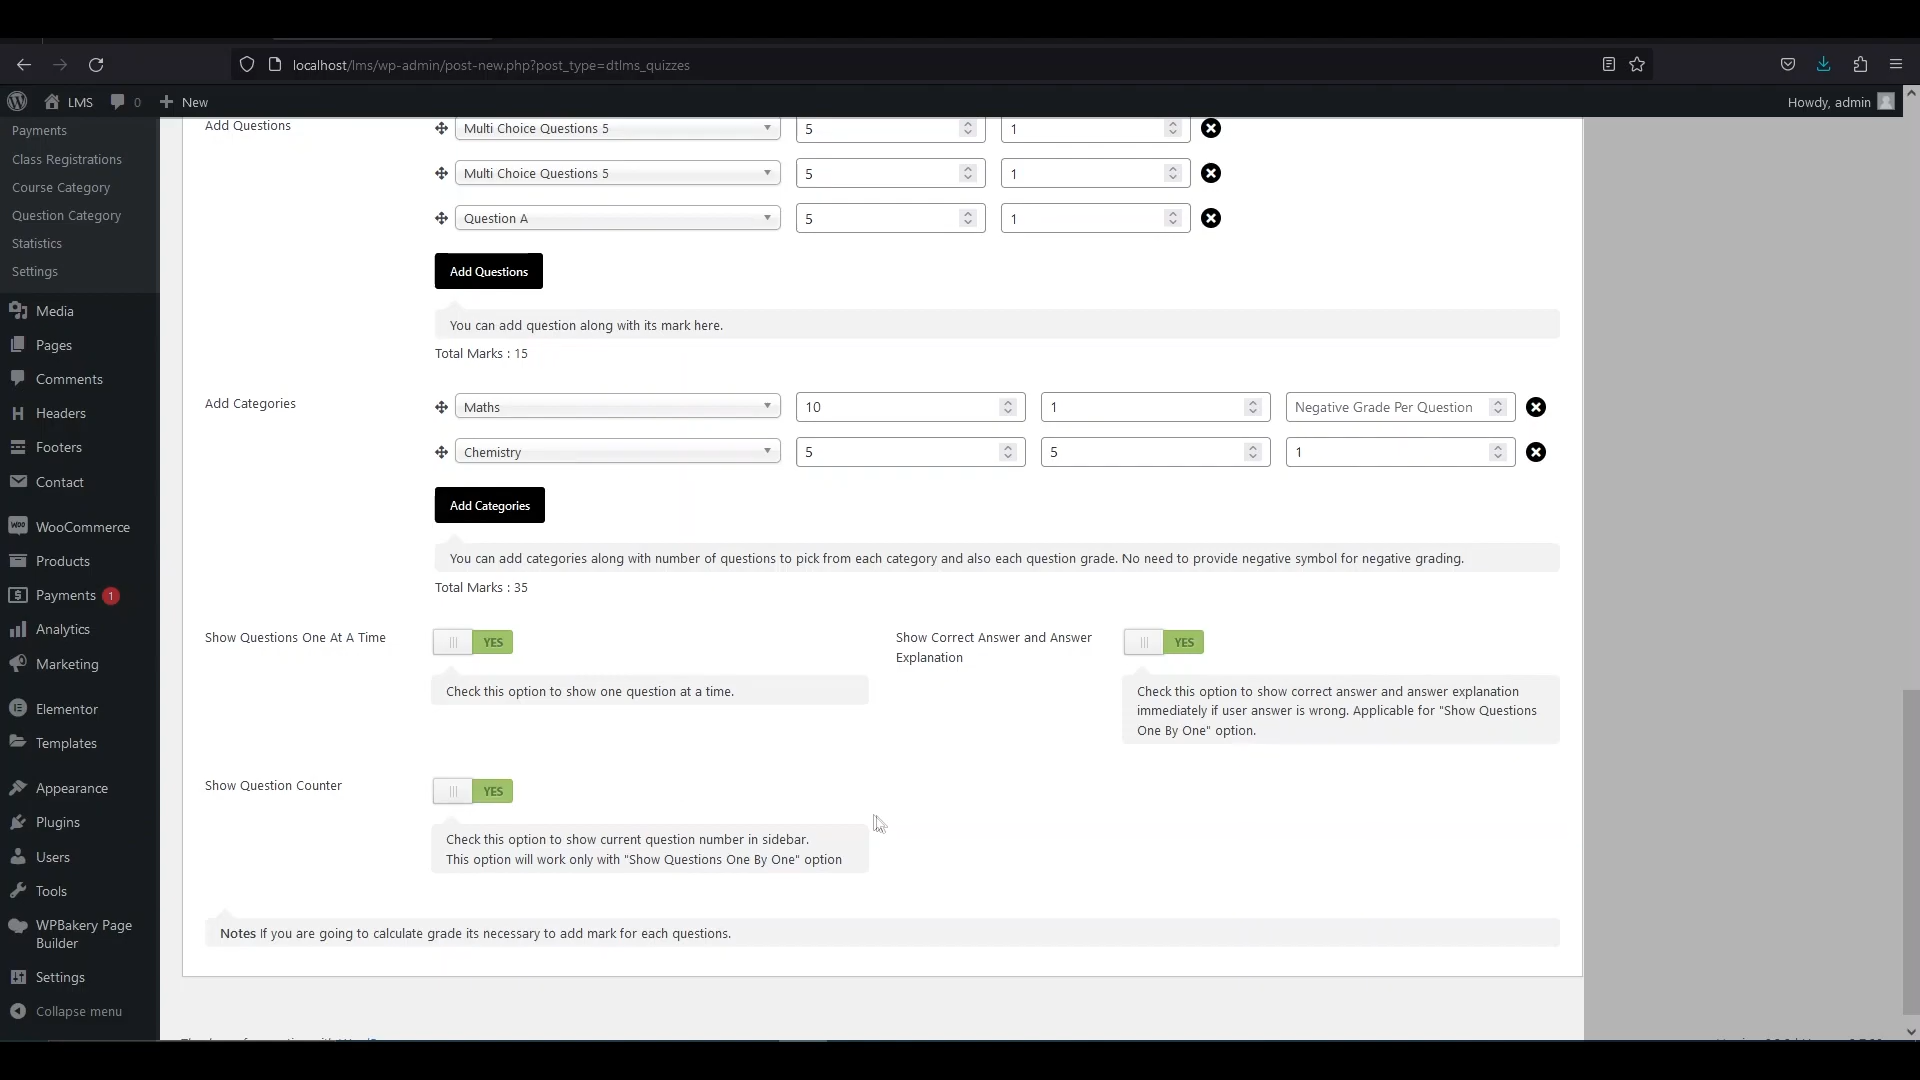 localhost/lms/wp-admin/post-new.php?post_type=dtlms_quizzes
LMS
0
New
Howdy, admin
Payments
Class Registrations
Course Category
Question Category
Statistics
Settings
Media
Pages
Comments
Headers
Footers
Contact
WooCommerce
Products
Payments 1
Analytics
Marketing
Elementor
Templates
Appearance
Plugins
Users
Tools
WPBakery Page
Builder
Settings
Collapse menu
Add Questions
Multi Choice Questions 5
5
1
Multi Choice Questions 5
5
1
Question A
5
1
Add Questions
You can add question along with its mark here.
Total Marks : 15
Add Categories
Maths
10
1
Negative Grade Per Question
Chemistry
5
5
1
Add Categories
You can add categories along with number of questions to pick from each category and also each question grade. No need to provide negative symbol for negative grading.
Total Marks : 35
Show Questions One At A Time
YES
Check this option to show one question at a time.
Show Correct Answer and Answer
Explanation
YES
Check this option to show correct answer and answer explanation
immediately if user answer is wrong. Applicable for "Show Questions
One By One" option.
Show Question Counter
YES
Check this option to show current question number in sidebar.
This option will work only with "Show Questions One By One" option
Notes If you are going to calculate grade its necessary to add mark for each questions.